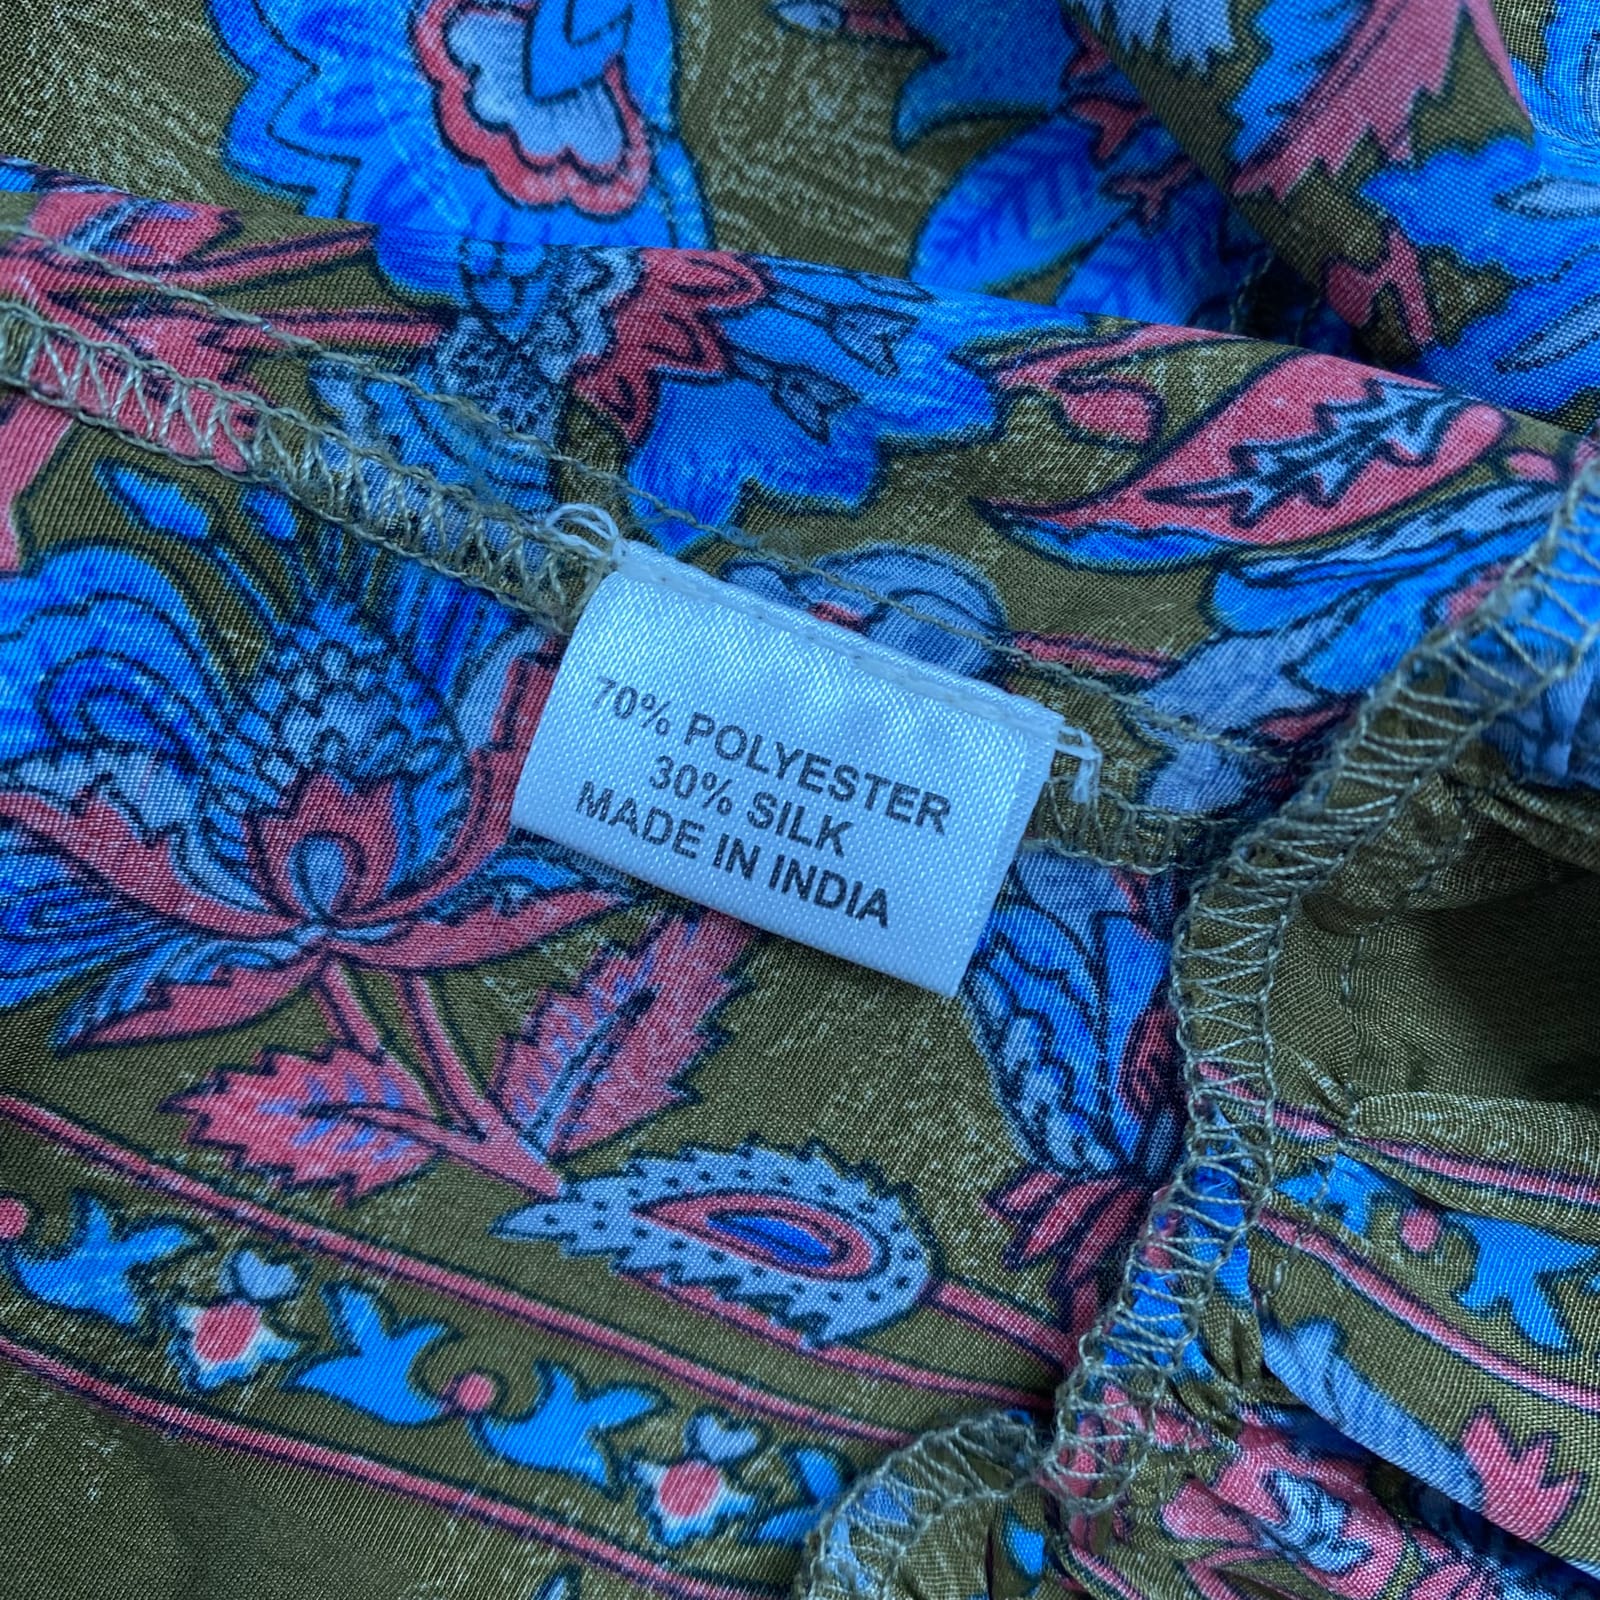 70% POLYESTER
30% SILK
MADE IN INDIA